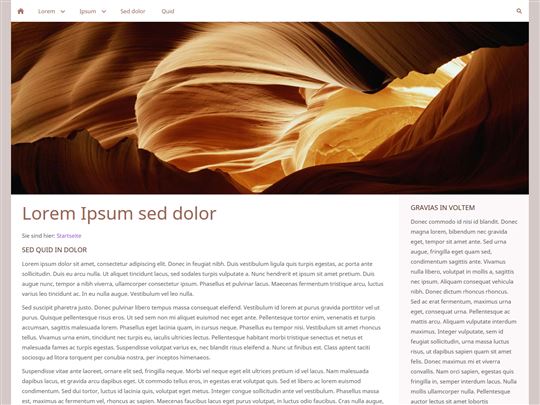 Lorem Ipsum Sed dolor Quid
Lorem Ipsum sed dolor
Sie sind hier: Startseite
SED QUID IN DOLOR
Lorem ipsum dolor sit amet, consectetur adipiscing elit. Donec in feugiat nibh. Duis vestibulum ligula quis turpis egestas, ac porta ante
sollicitudin. Duis eu arcu nulla. Ut aliquet tincidunt lacus, sed sodales turpis vulputate a. Nunc hendrerit et ipsum sit amet pretium. Duis
augue nunc, tempor a nibh viverra, ullamcorper consectetur ipsum. Phasellus et pulvinar lacus. Maecenas fermentum tristique arcu, luctus
varius leo tincidunt ac. In eu nulla augue. Vestibulum vel leo nulla.
Sed suscipit pharetra justo. Donec pulvinar libero tempus massa consequat eleifend. Vestibulum id lorem at purus gravida porttitor vel ut
purus. Quisque pellentesque risus eros. Ut sed sem non mi aliquet euismod nec eget ante. Pellentesque tortor enim, venenatis et turpis
accumsan, sagittis malesuada lorem. Phasellus eget lacinia quam, in cursus neque. Phasellus eu tempor nisi. Vestibulum sit amet rhoncus
tellus. Vivamus urna enim, tincidunt nec turpis eu, iaculis ultricies lectus. Pellentesque habitant morbi tristique senectus et netus et
malesuada fames ac turpis egestas. Suspendisse volutpat varius ex, nec blandit risus eleifend a. Nunc ut finibus est. Class aptent taciti
sociosqu ad litora torquent per conubia nostra, per inceptos himenaeos.
Suspendisse vitae ante laoreet, ornare elit sed, fringilla neque. Morbi vel neque eget elit ultrices pretium id vel lacus. Nam malesuada
dapibus lacus, et gravida arcu dapibus eget. Ut commodo tellus eros, in egestas erat volutpat quis. Sed et libero ac lorem euismod
condimentum. Sed dui tortor, luctus id lacinia quis, volutpat eget metus. Integer congue sollicitudin ante vel vestibulum. Phasellus massa
est, maximus ac fermentum vel, rhoncus ac sapien. Maecenas faucibus lacus eget purus volutpat, in luctus odio faucibus. Cras nulla augue,
GRAVIAS IN VOLTEM
Donec commodo id nisi id blandit. Donec
magna lorem, bibendum nec gravida
eget, tempor sit amet ante. Sed urna
augue, fringilla eget quam sed,
condimentum sagittis ante. Vivamus
nulla libero, volutpat in mollis a, sagittis
nec ipsum. Aliquam consequat vehicula
nibh. Donec dictum rhoncus rhoncus.
Sed ac erat fermentum, maximus urna
eget, consequat urna. Pellentesque ac
mattis arcu. Aliquam vulputate interdum
maximus. Integer vulputate, sem id
feugiat sollicitudin, urna massa luctus
risus, ut dapibus sapien quam sit amet
felis. Donec maximus mi et viverra
convallis. Nam orci sapien, egestas quis
fringilla in, semper interdum lacus. Nulla
mollis ullamcorper nulla. Pellentesque
auctor lectus sit amet lobortis